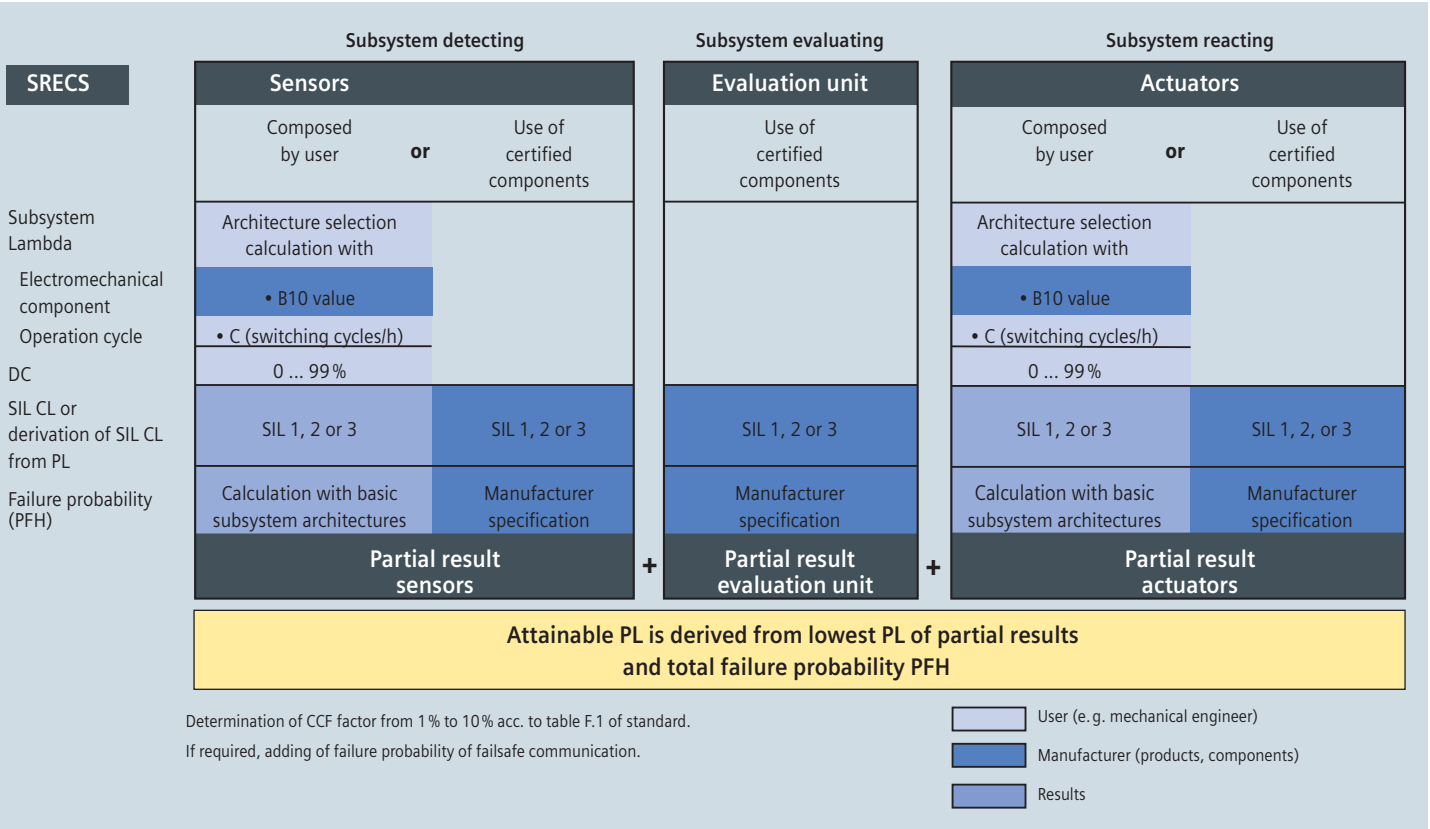 Subsystem detecting
Subsystem evaluating
Subsystem reacting
SRECS
Sensors
Evaluation unit
Actuators
Composed
by user
or
Use of
certified
components
Use of
certified
components
Composed
by user
or
Use of
certified
components
Subsystem
Lambda
Architecture selection
calculation with
Architecture selection
calculation with
Electromechanical
component
• B10 value
• B10 value
Operation cycle
• C (switching cycles/h)
• C (switching cycles/h)
DC
0 ... 99 %
0 ... 99 %
SIL CL or
derivation of SIL CL
from PL
SIL 1, 2 or 3
SIL 1, 2 or 3
SIL 1, 2 or 3
SIL 1, 2 or 3
SIL 1, 2, or 3
Failure probability
(PFH)
Calculation with basic
subsystem architectures
Manufacturer
specification
Manufacturer
specification
Calculation with basic
subsystem architectures
Manufacturer
specification
Partial result
sensors
+
Partial result
evaluation unit
+
Partial result
actuators
Attainable PL is derived from lowest PL of partial results
and total failure probability PFH
Determination of CCF factor from 1 % to 10 % acc. to table F.1 of standard.
If required, adding of failure probability of failsafe communication.
User (e. g. mechanical engineer)
Manufacturer (products, components)
Results